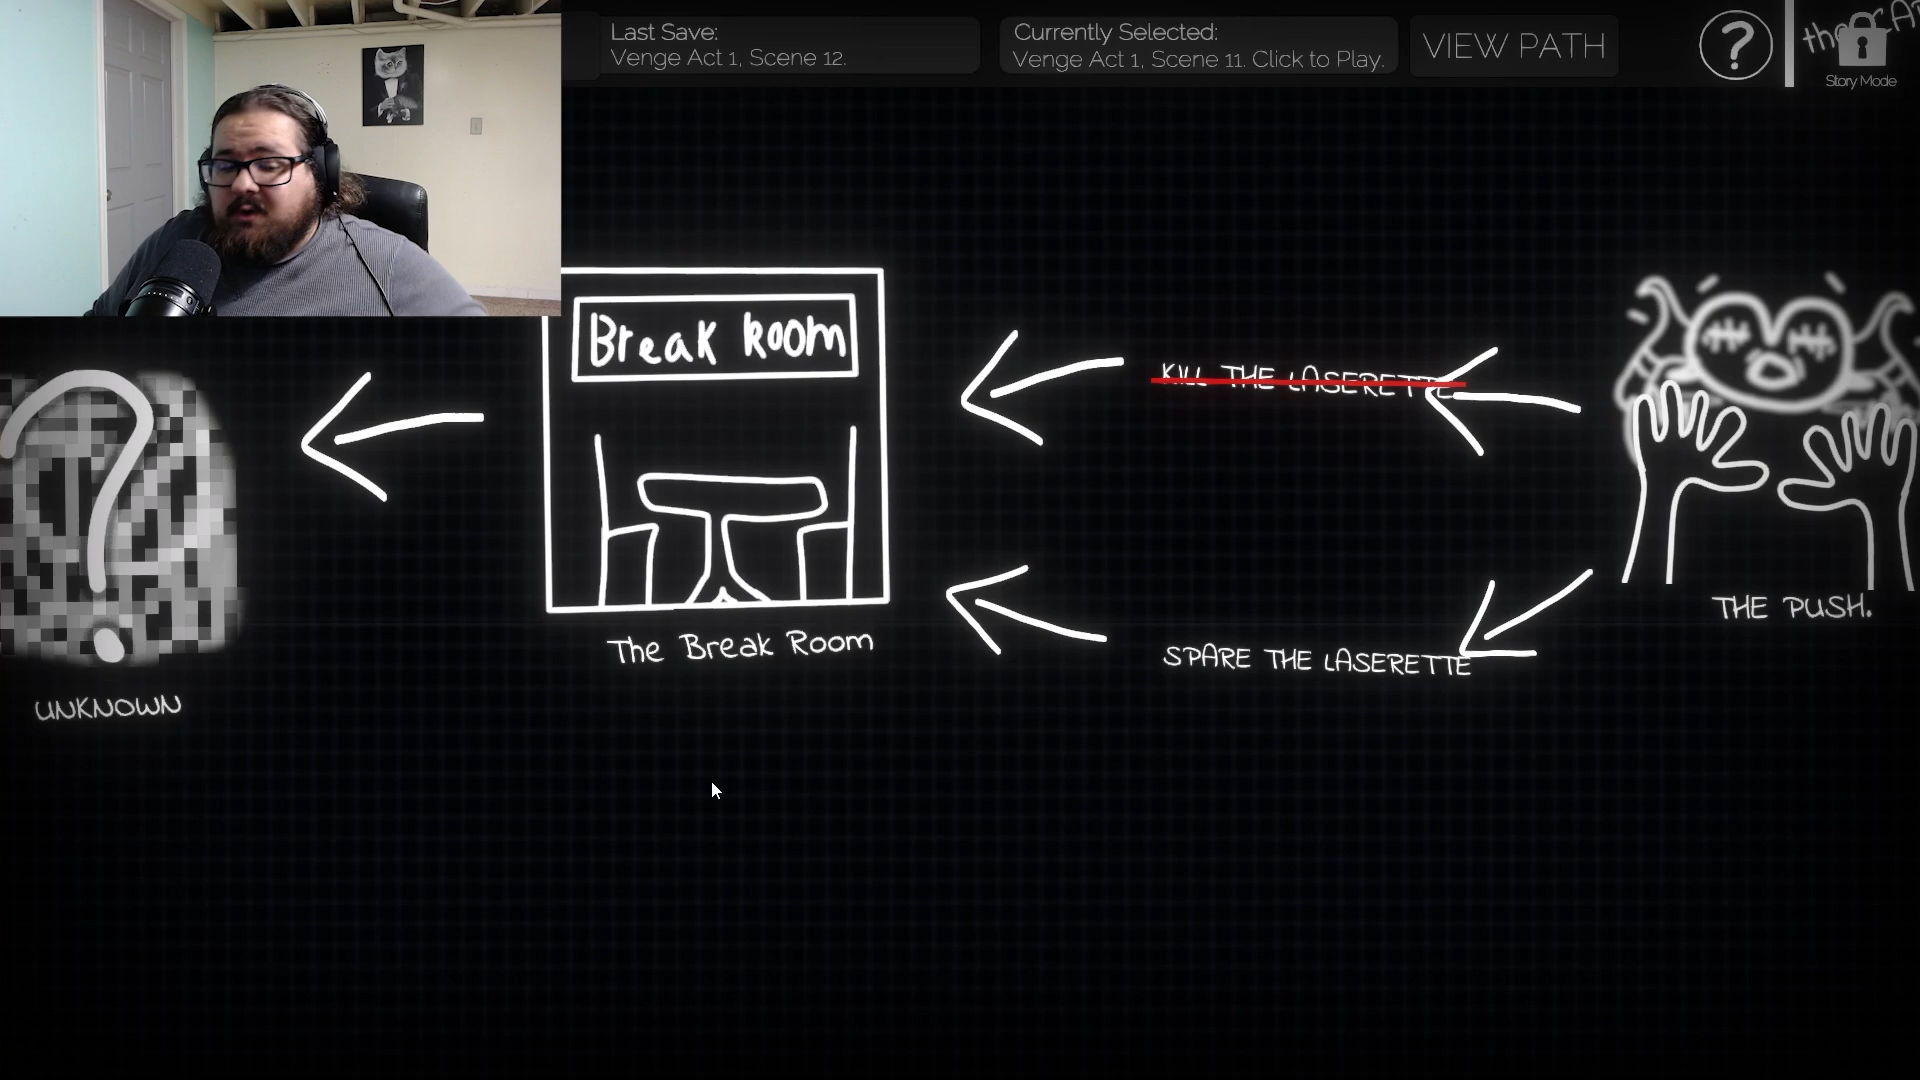 Last Save:
Venge Act 1, Scene 12.
Currently Selected:
Venge Act 1, Scene 11. Click to Play.
VIEW PATH
?
Story Mode
Break Room
KILL THE LASERETTE
THE PUSH.
The Break Room
SPARE THE LASERETTE
?
UNKNOWN